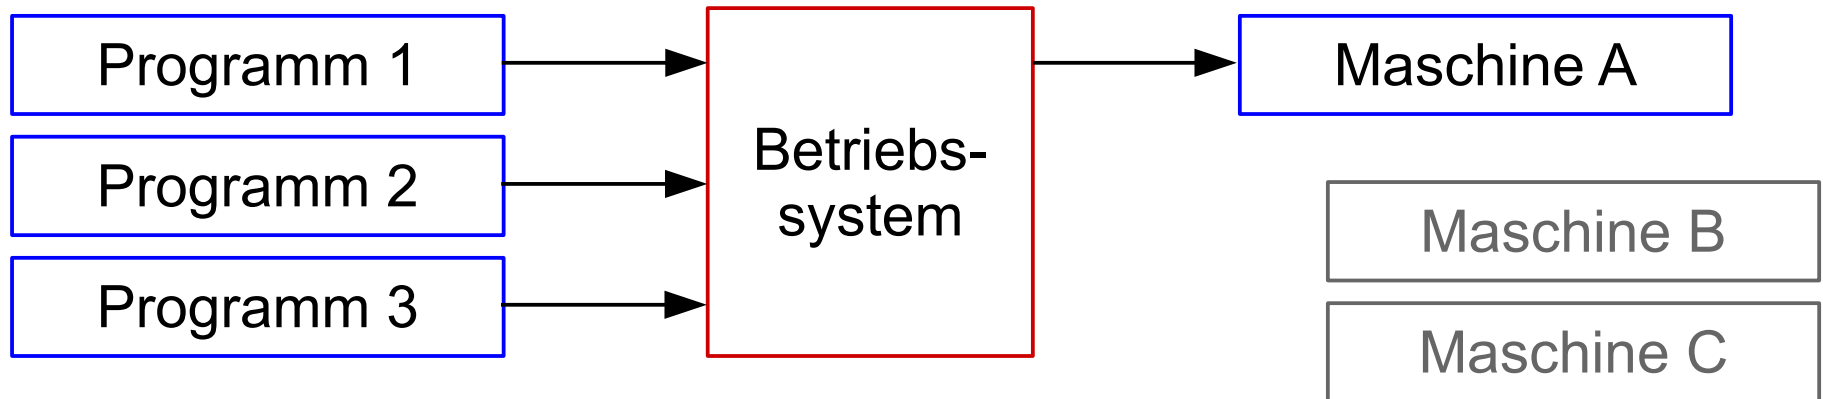 Programm 1
Programm 2
Programm 3
Betriebs-
system
Maschine A
Maschine B
Maschine C